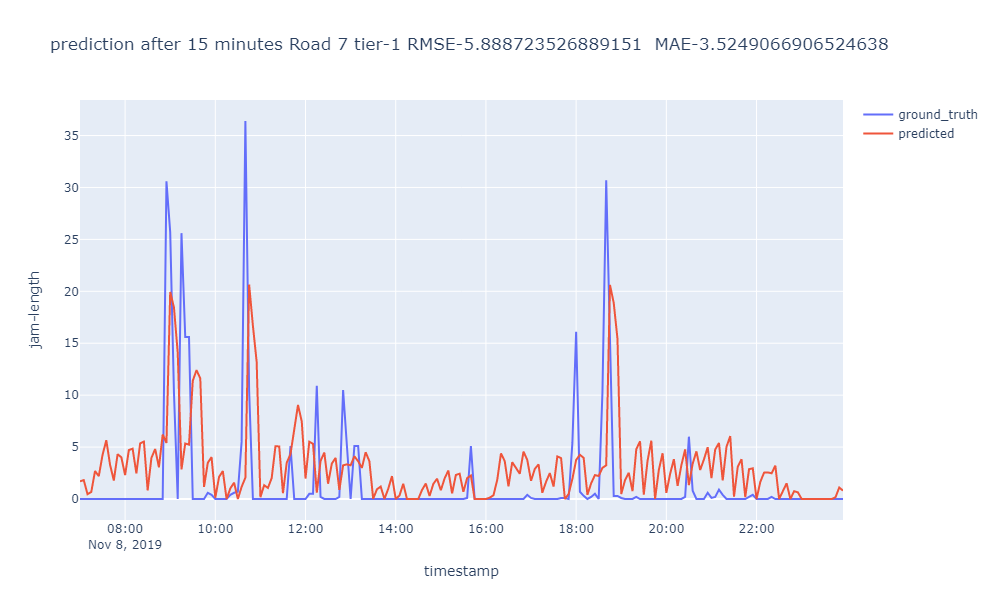 prediction after 15 minutes Road 7 tier-1 RMSE-5.888723526889151  MAE-3.5249066906524638
ground_truth
predicted
jam-length
35
30
25
20
15
10
5
0
08:00 10:00 12:00 14:00 16:00 18:00 20:00 22:00
Nov 8, 2019
timestamp